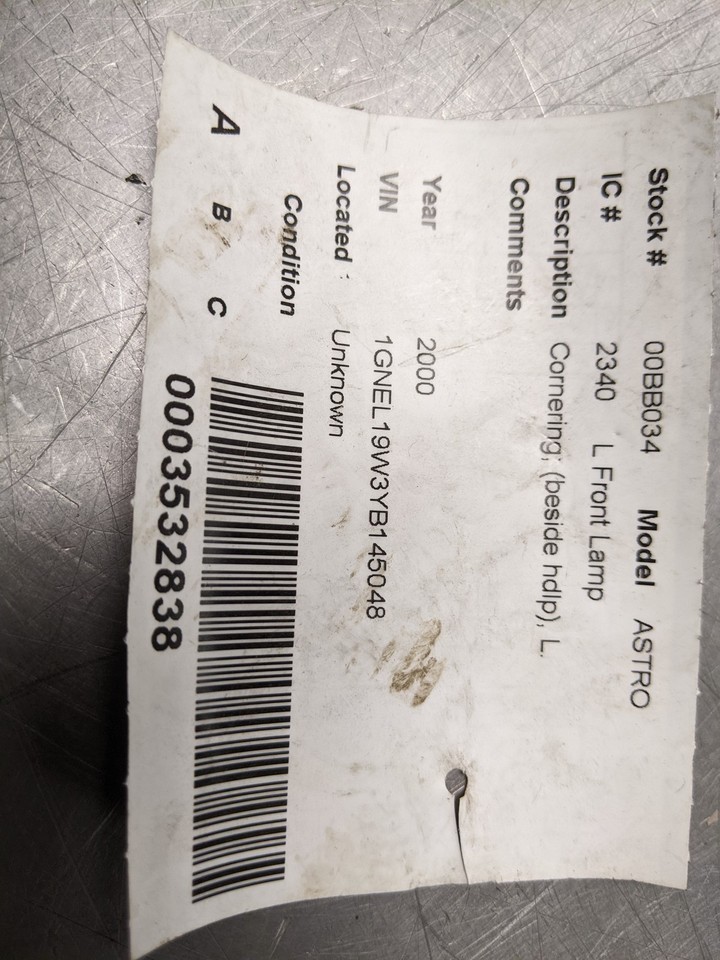 Stock # 00BB034 Model ASTRO
IC # 2340 L Front Lamp
Description Cornering; (beside hdlp), L.
Comments
Year 2000
VIN 1GNEL19W3YB145048
Located : Unknown
Condition
A B C
0003532838